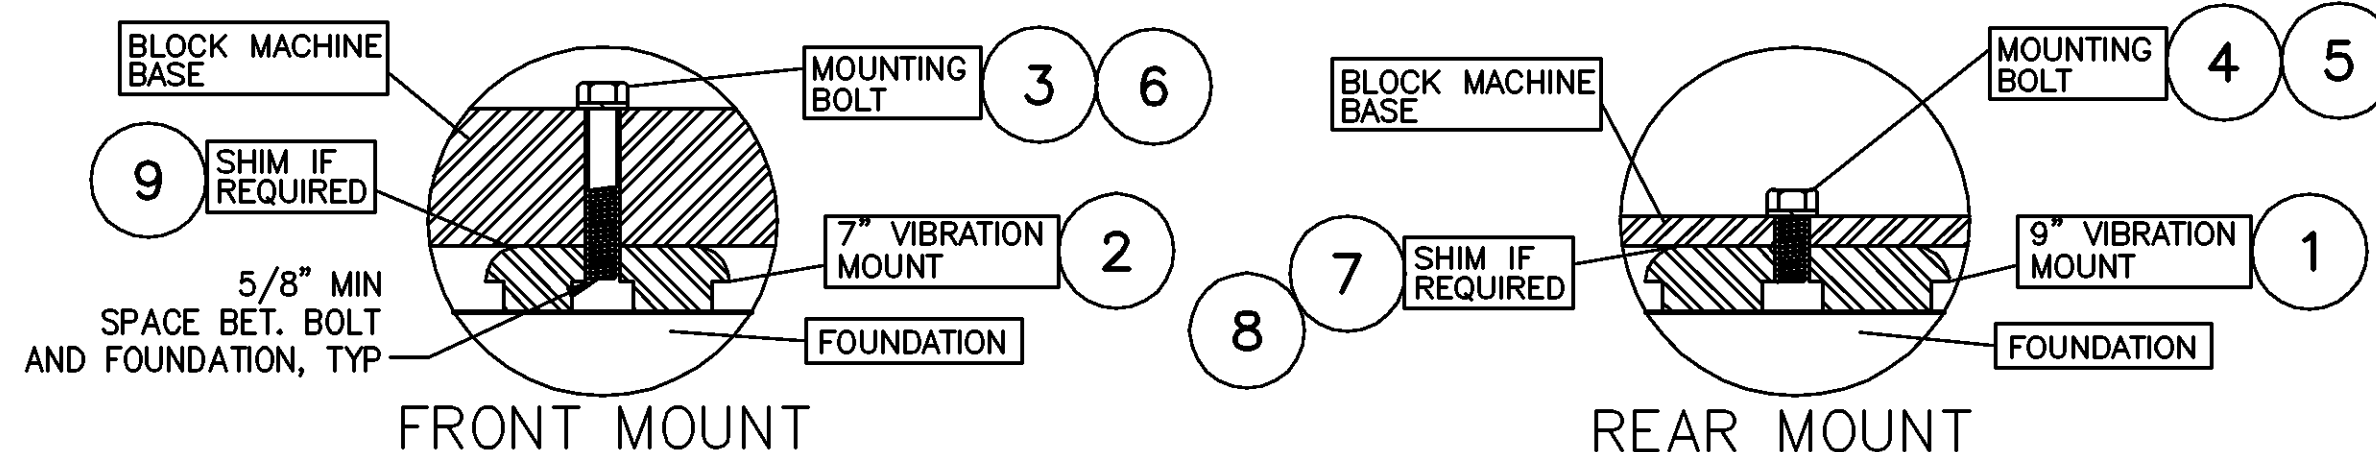 BLOCK MACHINE
BASE
MOUNTING
BOLT
3
6
9
SHIM IF
REQUIRED
7” VIBRATION
MOUNT
2
5/8” MIN
SPACE BET. BOLT
AND FOUNDATION, TYP
FOUNDATION
FRONT MOUNT
BLOCK MACHINE
BASE
MOUNTING
BOLT
4
5
8
7
SHIM IF
REQUIRED
9” VIBRATION
MOUNT
1
FOUNDATION
REAR MOUNT